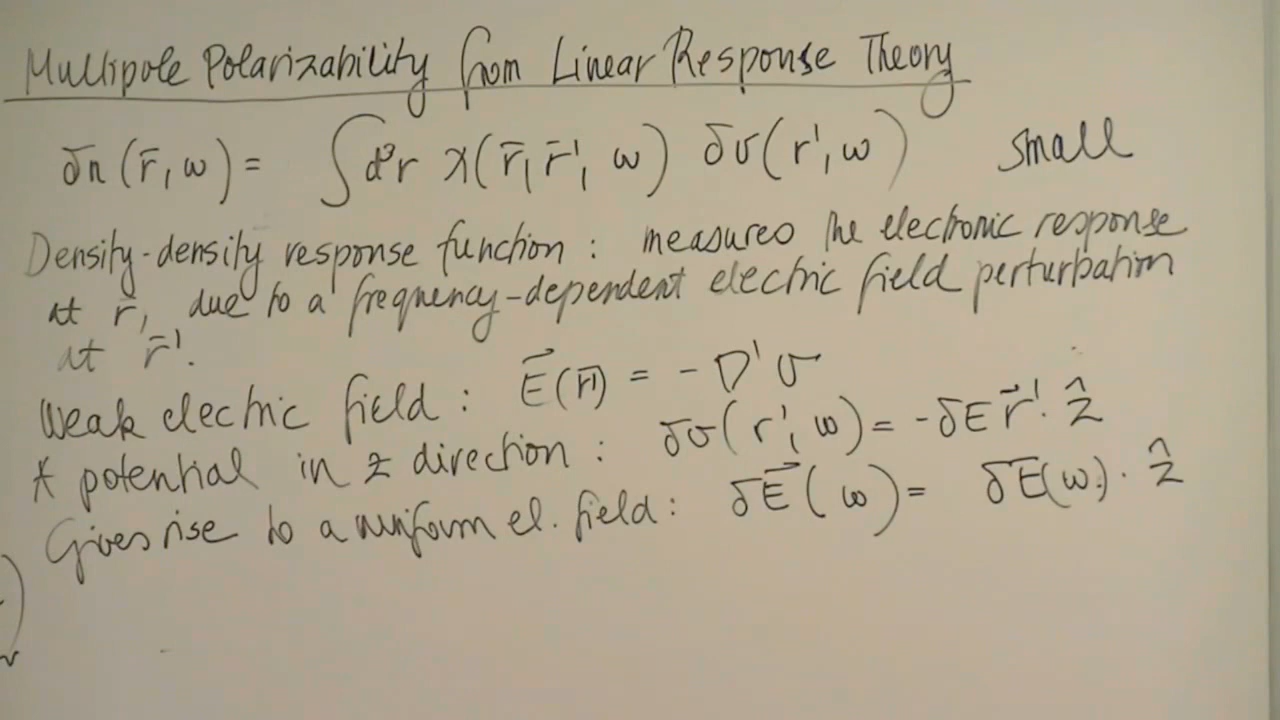 Multipole Polarizability from Linear Response Theory
δn(r̄, ω) = ∫d³r χ(r̄, r̄', ω) δv(r', ω) small
Density-density response function: measures the electronic response
at r̄, due to a frequency-dependent electric field perturbation
at r̄'.
Weak electric field: E⃗(r̄') = -∇'v
* potential in z direction: δv(r', ω) = -δE r⃗'·ẑ
Gives rise to a uniform el. field: δE⃗(ω) = δE(ω)·ẑ